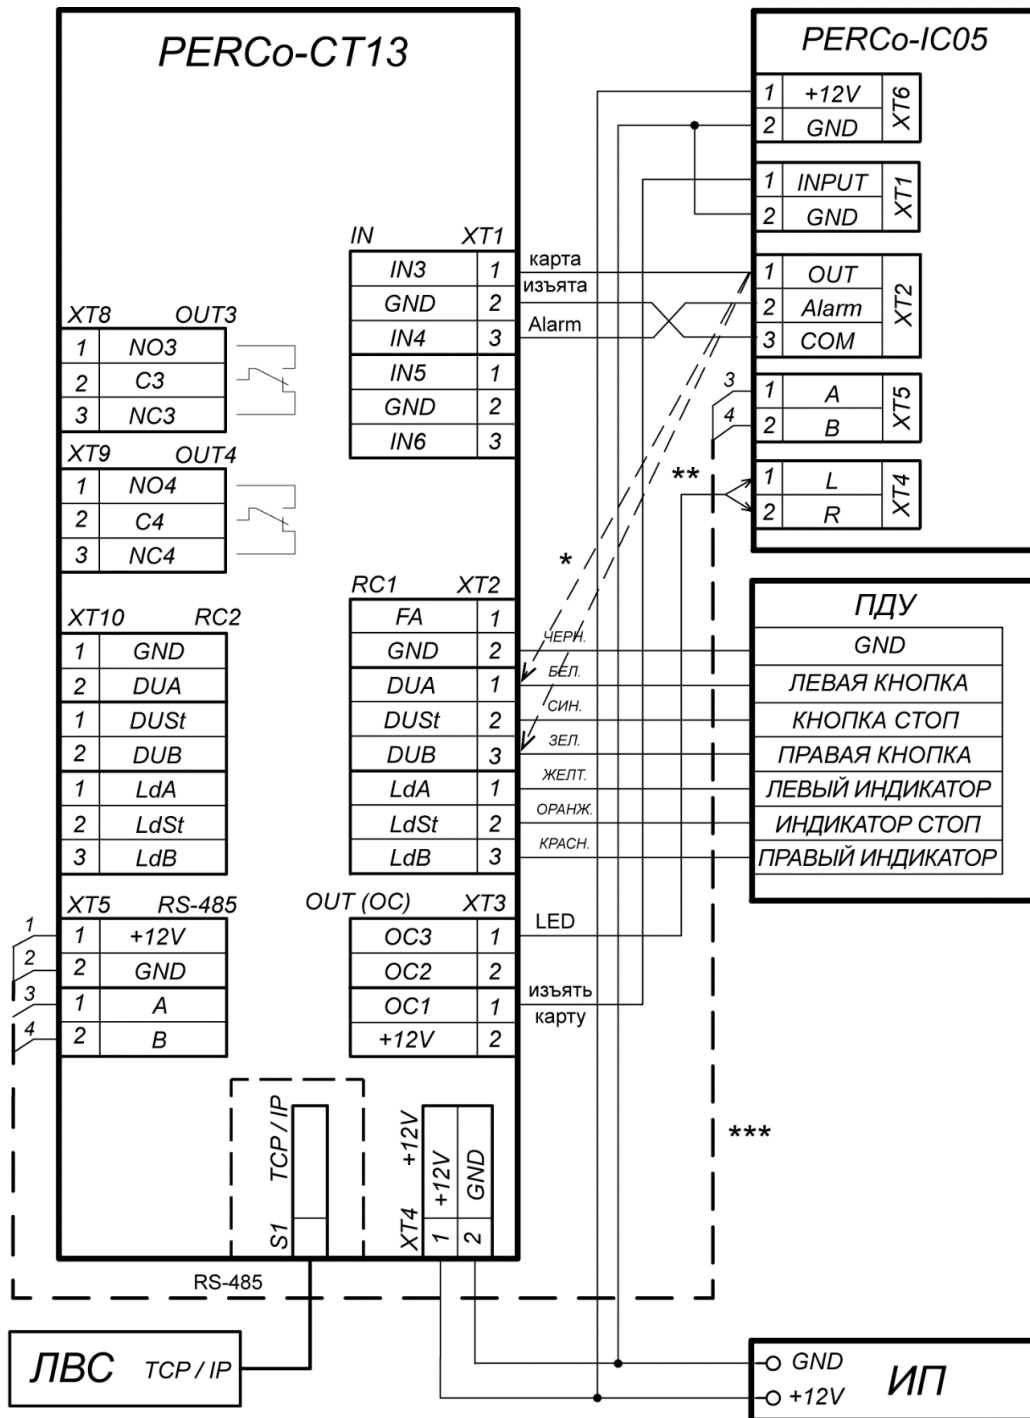 PERCo-CT13
IN XT1
IN3 1
GND 2
IN4 3
IN5 1
GND 2
IN6 3
XT8 OUT3
1 NO3
2 C3
3 NC3
XT9 OUT4
1 NO4
2 C4
3 NC4
RC1 XT2
FA 1
GND 2
DUA 1
DUSt 2
DUB 3
LdA 1
LdSt 2
LdB 3
XT10 RC2
1 GND
2 DUA
1 DUSt
2 DUB
1 LdA
2 LdSt
3 LdB
XT5 RS-485
1 +12V
2 GND
1 A
2 B
1
2
3
4
OUT (OC) XT3
OC3 1
OC2 2
OC1 1
+12V 2
S1 TCP / IP
XT4 +12V
1 +12V
2 GND
RS-485
ЛВС TCP / IP
карта
изъята
Alarm
*
**
***
ЧЕРН.
БЕЛ.
СИН.
ЗЕЛ.
ЖЕЛТ.
ОРАНЖ.
КРАСН.
LED
изъять
карту
PERCo-IC05
1 +12V
2 GND
XT6
1 INPUT
2 GND
XT1
1 OUT
2 Alarm
3 COM
XT2
3
4
1 A
2 B
XT5
1 L
2 R
XT4
ПДУ
GND
ЛЕВАЯ КНОПКА
КНОПКА СТОП
ПРАВАЯ КНОПКА
ЛЕВЫЙ ИНДИКАТОР
ИНДИКАТОР СТОП
ПРАВЫЙ ИНДИКАТОР
GND
+12V
ИП